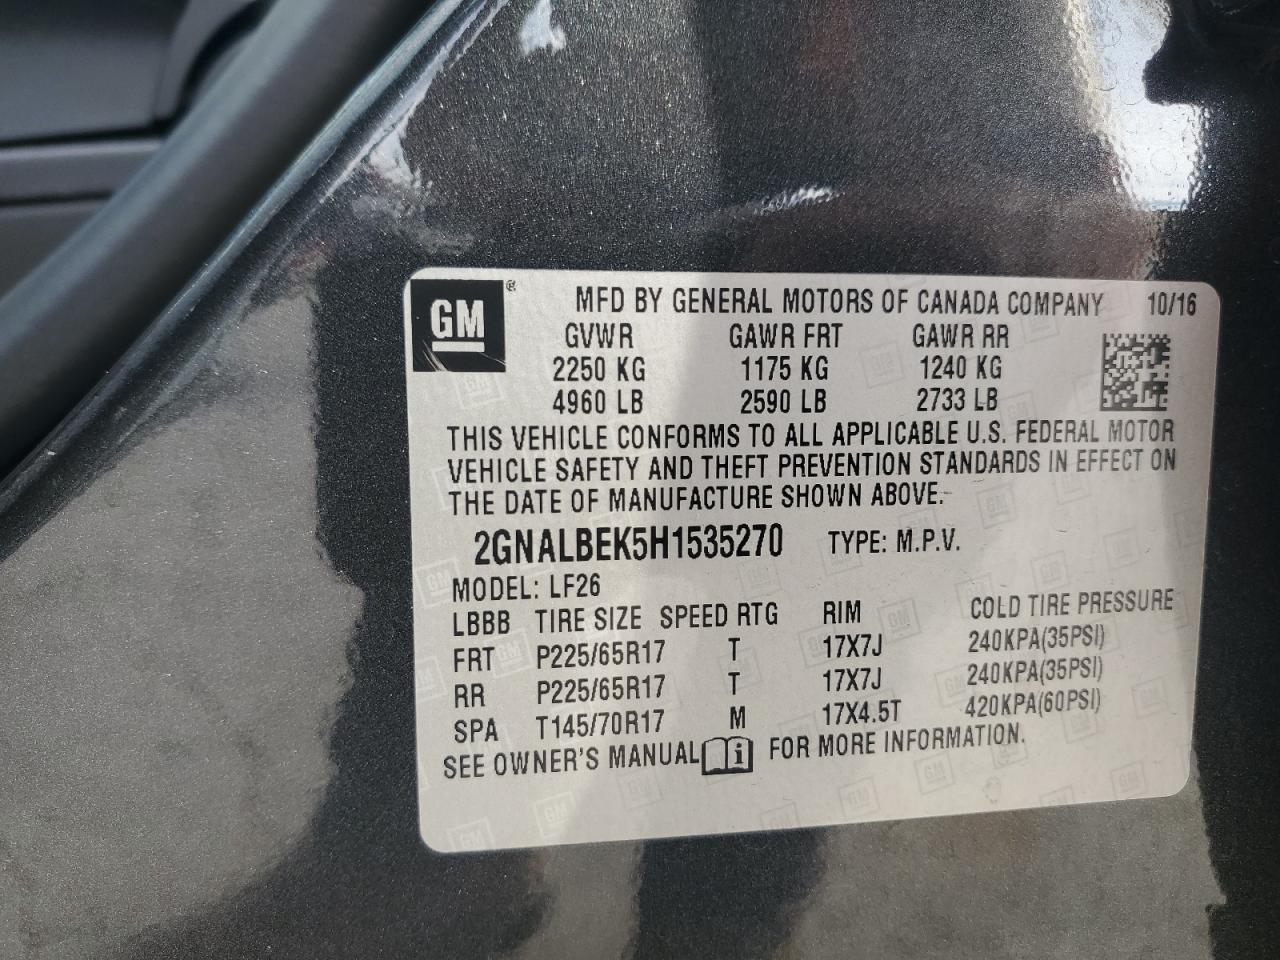 GM®
MFD BY GENERAL MOTORS OF CANADA COMPANY 10/16
GVWR GAWR FRT GAWR RR
2250 KG 1175 KG 1240 KG
4960 LB 2590 LB 2733 LB
THIS VEHICLE CONFORMS TO ALL APPLICABLE U.S. FEDERAL MOTOR
VEHICLE SAFETY AND THEFT PREVENTION STANDARDS IN EFFECT ON
THE DATE OF MANUFACTURE SHOWN ABOVE.
2GNALBEK5H1535270 TYPE: M.P.V.
MODEL: LF26
LBBB TIRE SIZE SPEED RTG RIM COLD TIRE PRESSURE
FRT P225/65R17 T 17X7J 240KPA(35PSI)
RR P225/65R17 T 17X7J 240KPA(35PSI)
SPA T145/70R17 M 17X4.5T 420KPA(60PSI)
SEE OWNER'S MANUAL i FOR MORE INFORMATION.